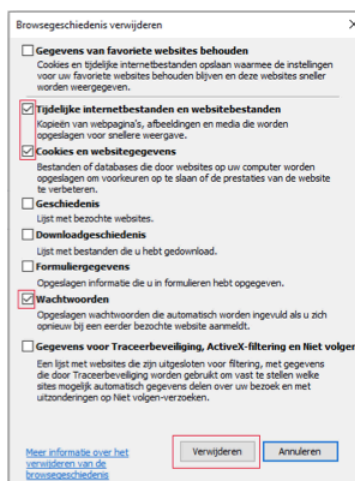 Browsegeschiedenis verwijderen
Gegevens van favoriete websites behouden
Cookies en tijdelijke internetbestanden opslaan waarmee de instellingen
voor uw favoriete websites behouden blijven en deze websites sneller
worden weergegeven.
Tijdelijke internetbestanden en websitebestanden
Kopieën van webpagina's, afbeeldingen en media die worden
opgeslagen voor snellere weergave.
Cookies en websitegegevens
Bestanden of databases die door websites op uw computer worden
opgeslagen om voorkeuren op te slaan of de prestaties van de website
te verbeteren.
Geschiedenis
Lijst met bezochte websites.
Downloadgeschiedenis
Lijst met bestanden die u hebt gedownload.
Formuliergegevens
Opgeslagen informatie die u in formulieren hebt opgegeven.
Wachtwoorden
Opgeslagen wachtwoorden die automatisch worden ingevuld als u zich
opnieuw bij een eerder bezochte website aanmeldt.
Gegevens voor Traceerbeveiliging, ActiveX-filtering en Niet volgen
Een lijst met websites die zijn uitgesloten voor filtering, met gegevens
die door Traceerbeveiliging worden gebruikt om vast te stellen welke
sites mogelijk automatisch gegevens delen over uw bezoek en met
uitzonderingen op Niet volgen-verzoeken.
Meer informatie over het
verwijderen van de
browsegeschiedenis
Verwijderen
Annuleren